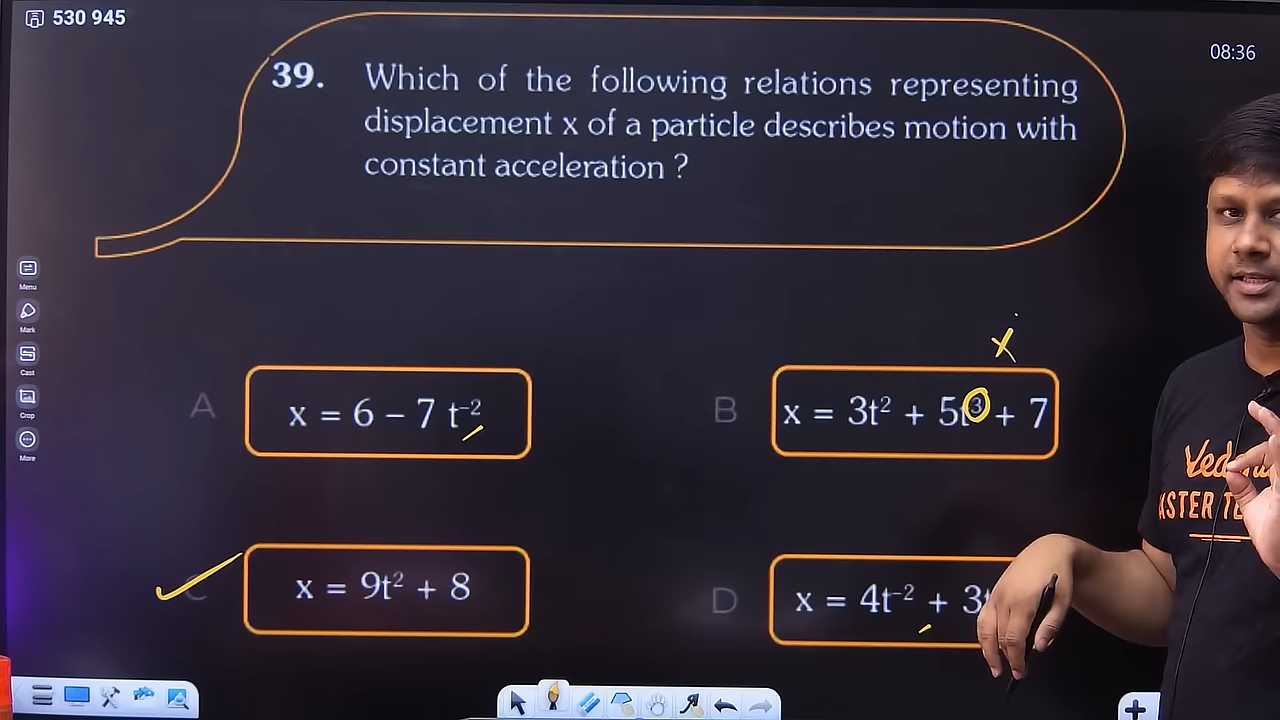 530 945
08:36
39. Which of the following relations representing
displacement x of a particle describes motion with
constant acceleration ?
A x = 6 – 7 t⁻²
B x = 3t² + 5t³ + 7
C x = 9t² + 8
D x = 4t⁻² + 3t
Menu
Mark
Cast
Crop
More